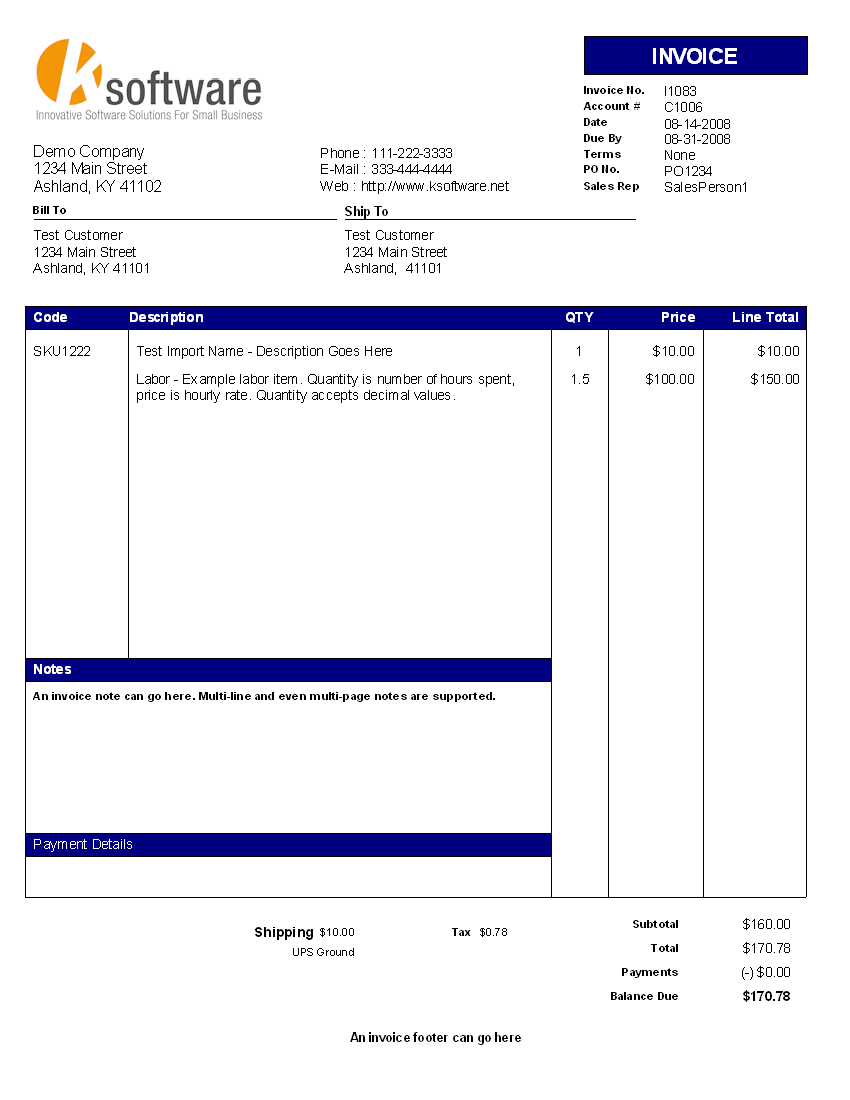 Ksoftware
Innovative Software Solutions For Small Business
INVOICE
Invoice No. I1083
Account # C1006
Date 08-14-2008
Due By 08-31-2008
Terms None
PO No. PO1234
Sales Rep SalesPerson1
Demo Company
1234 Main Street
Ashland, KY 41102
Phone : 111-222-3333
E-Mail : 333-444-4444
Web : http://www.ksoftware.net
Bill To
Test Customer
1234 Main Street
Ashland, KY 41101
Ship To
Test Customer
1234 Main Street
Ashland,  41101
Code Description QTY Price Line Total
SKU1222 Test Import Name - Description Goes Here 1 $10.00 $10.00
Labor - Example labor item. Quantity is number of hours spent, 1.5 $100.00 $150.00
price is hourly rate. Quantity accepts decimal values.
Notes
An invoice note can go here. Multi-line and even multi-page notes are supported.
Payment Details
Shipping $10.00 Tax $0.78
UPS Ground
Subtotal $160.00
Total $170.78
Payments (-) $0.00
Balance Due $170.78
An invoice footer can go here